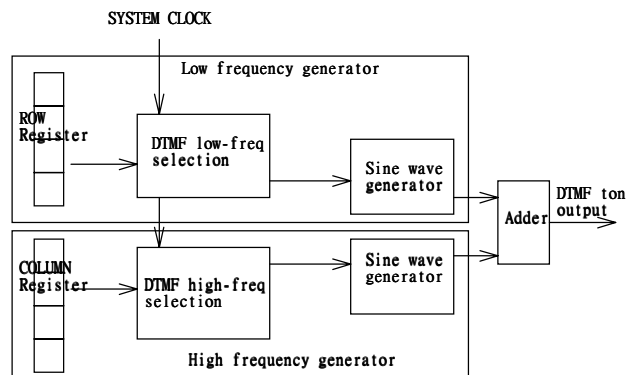 SYSTEM CLOCK
Low frequency generator
ROW
Register
DTMF low-freq
selection
Sine wave
generator
Adder
DTMF ton
output
COLUMN
Register
DTMF high-freq
selection
Sine wave
generator
High frequency generator